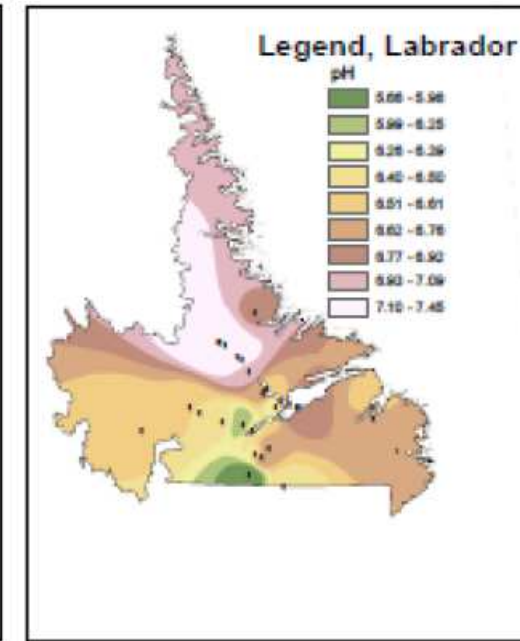 Legend, Labrador
pH
5.66 - 5.98
5.99 - 6.25
6.26 - 6.39
6.40 - 6.50
6.51 - 6.61
6.62 - 6.76
6.77 - 6.92
6.93 - 7.09
7.10 - 7.45